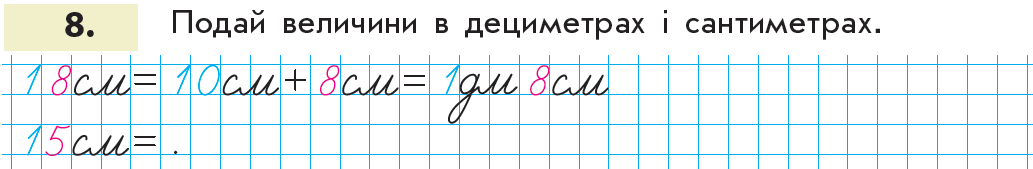 8. Подай величини в дециметрах і сантиметрах.
18см = 10см + 8см = 1дм 8см
15см = .